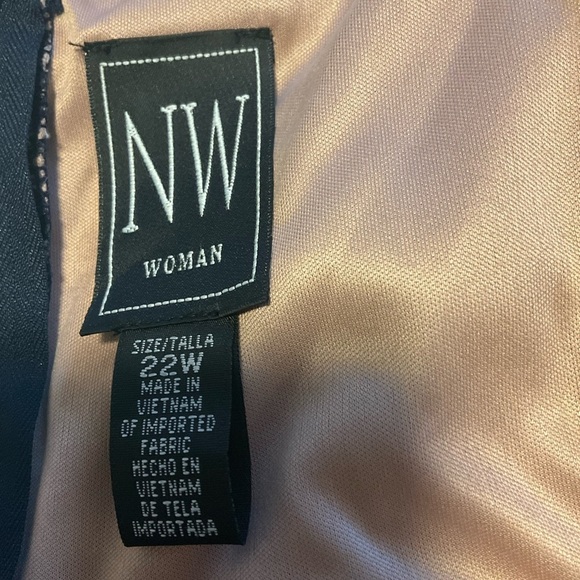 NW
WOMAN
SIZE/TALLA
22W
MADE IN
VIETNAM
OF IMPORTED
FABRIC
HECHO EN
VIETNAM
DE TELA
IMPORTADA